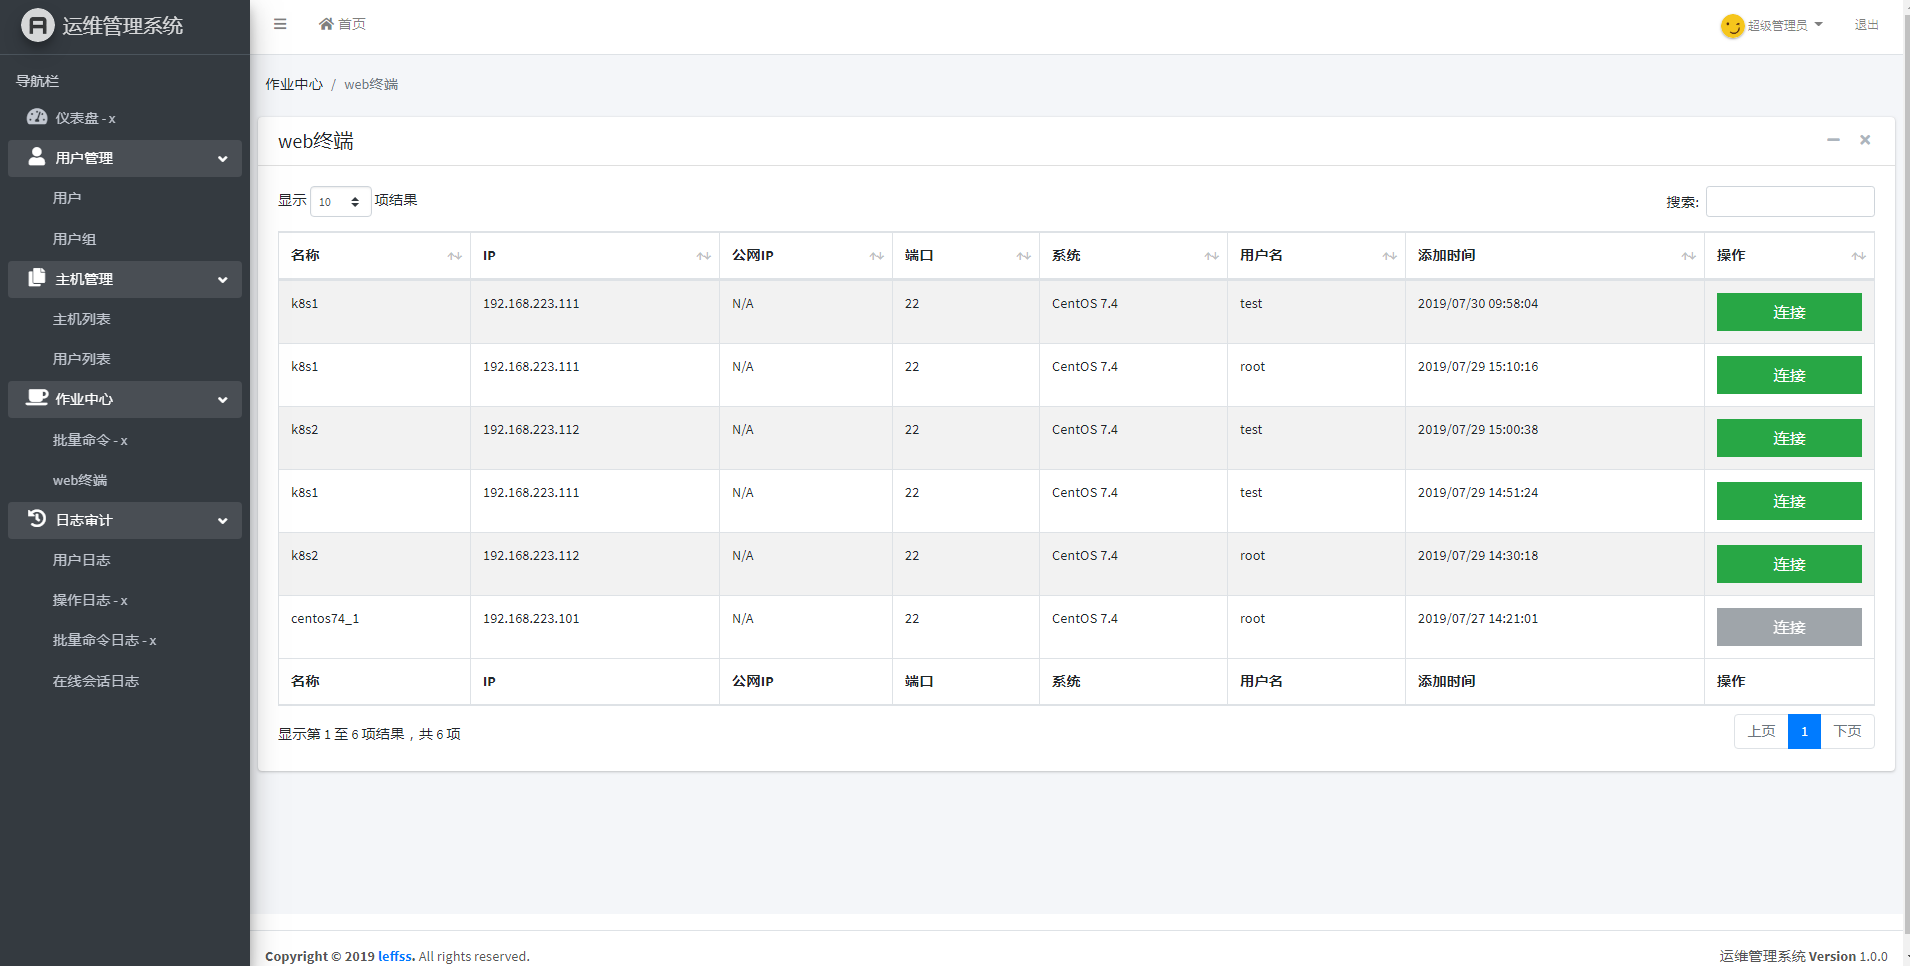 运维管理系统
首页
超级管理员
退出
导航栏
仪表盘 - x
用户管理
用户
用户组
主机管理
主机列表
用户列表
作业中心
批量命令 - x
web终端
日志审计
用户日志
操作日志 - x
批量命令日志 - x
在线会话日志
作业中心 / web终端
web终端
显示 10 项结果
搜索:
名称 IP 公网IP 端口 系统 用户名 添加时间 操作
k8s1 192.168.223.111 N/A 22 CentOS 7.4 test 2019/07/30 09:58:04 连接
k8s1 192.168.223.111 N/A 22 CentOS 7.4 root 2019/07/29 15:10:16 连接
k8s2 192.168.223.112 N/A 22 CentOS 7.4 test 2019/07/29 15:00:38 连接
k8s1 192.168.223.111 N/A 22 CentOS 7.4 test 2019/07/29 14:51:24 连接
k8s2 192.168.223.112 N/A 22 CentOS 7.4 root 2019/07/29 14:30:18 连接
centos74_1 192.168.223.101 N/A 22 CentOS 7.4 root 2019/07/27 14:21:01 连接
名称 IP 公网IP 端口 系统 用户名 添加时间 操作
显示第 1 至 6 项结果，共 6 项
上页 1 下页
Copyright © 2019 leffss. All rights reserved.
运维管理系统 Version 1.0.0